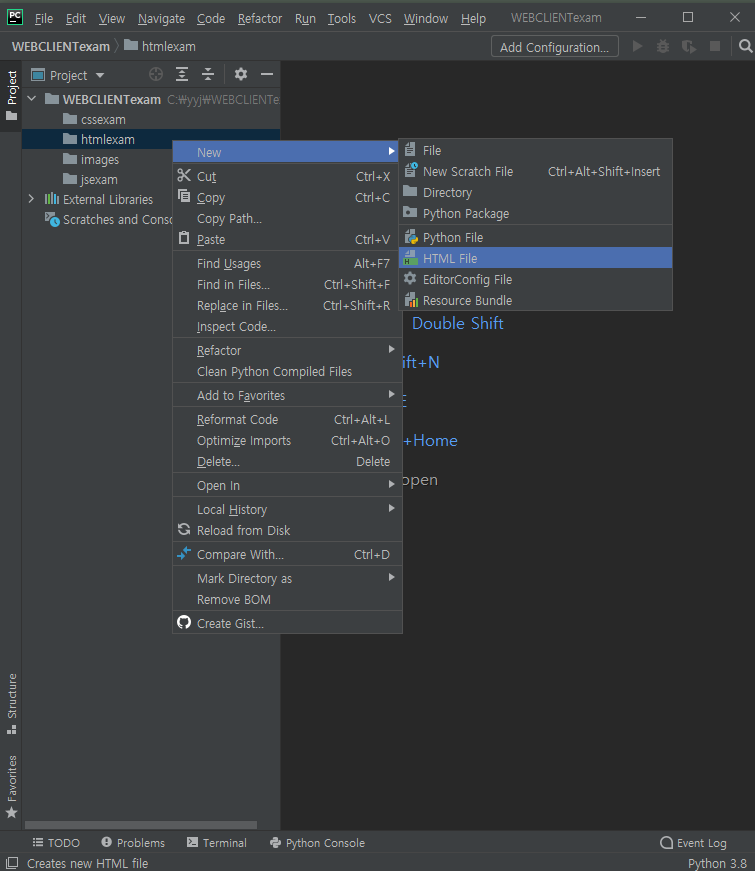 PC File Edit View Navigate Code Refactor Run Tools VCS Window Help WEBCLIENTexam
WEBCLIENTexam htmlexam Add Configuration...
Project
Project
WEBCLIENTexam C:₩yyj₩WEBCLIENTe
cssexam
htmlexam
images
jsexam
External Libraries
Scratches and Conso
New
Cut Ctrl+X
Copy Ctrl+C
Copy Path...
Paste Ctrl+V
Find Usages Alt+F7
Find in Files... Ctrl+Shift+F
Replace in Files... Ctrl+Shift+R
Inspect Code...
Refactor
Clean Python Compiled Files
Add to Favorites
Reformat Code Ctrl+Alt+L
Optimize Imports Ctrl+Alt+O
Delete... Delete
Open In
Local History
Reload from Disk
Compare With... Ctrl+D
Mark Directory as
Remove BOM
Create Gist...
File
New Scratch File Ctrl+Alt+Shift+Insert
Directory
Python Package
Python File
H HTML File
EditorConfig File
Resource Bundle
Double Shift
ift+N
E
+Home
open
Structure
Favorites
TODO Problems Terminal Python Console Event Log
Creates new HTML file Python 3.8